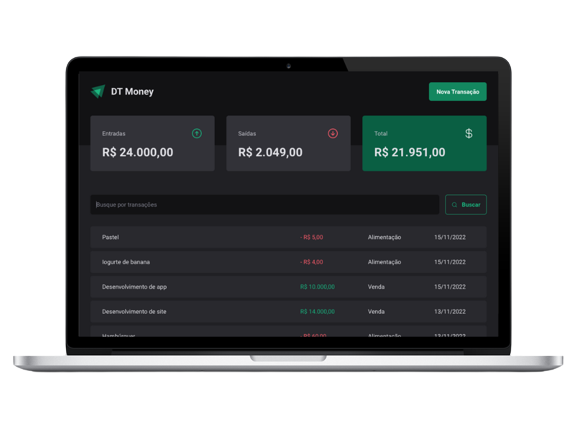 DT Money
Nova Transação
Entradas
R$ 24.000,00
Saídas
R$ 2.049,00
Total
$
R$ 21.951,00
Busque por transações
Buscar
Pastel - R$ 5,00 Alimentação 15/11/2022
Iogurte de banana - R$ 4,00 Alimentação 15/11/2022
Desenvolvimento de app R$ 10.000,00 Venda 15/11/2022
Desenvolvimento de site R$ 14.000,00 Venda 13/11/2022
Hambúrguer - R$ 60,00 Alimentação 13/11/2022